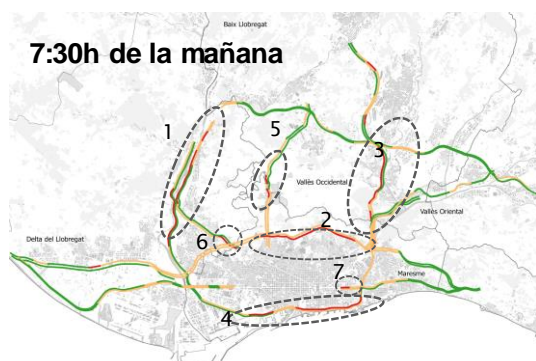 Baix Llobregat
7:30h de la mañana
1
5
3
Vallès Occidental
Vallès Oriental
2
Delta del Llobregat
6
7
Maresme
4